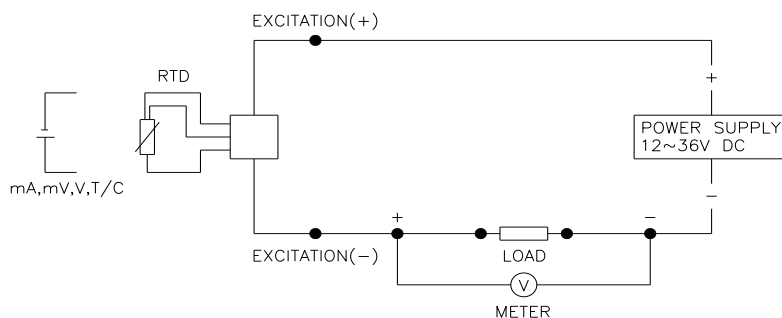 EXCITATION(+)
RTD
+
POWER SUPPLY
12~36V DC
mA,mV,V,T/C
−
+
−
EXCITATION(−)
LOAD
V
METER